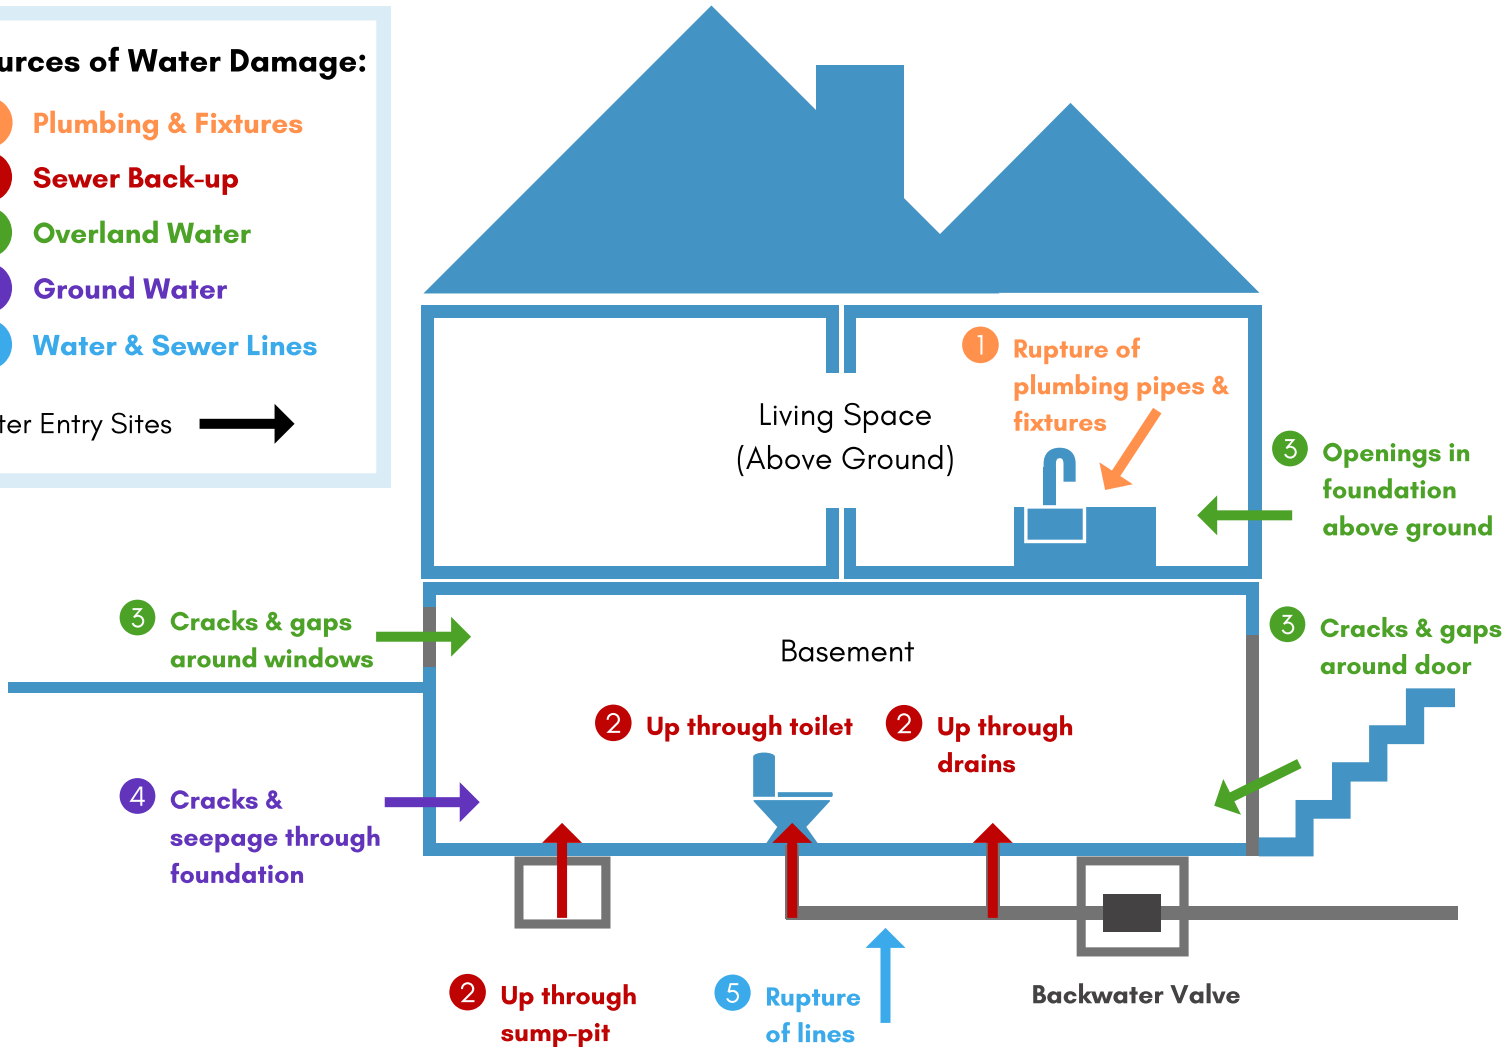 urces of Water Damage:
Plumbing & Fixtures
Sewer Back-up
Overland Water
Ground Water
Water & Sewer Lines
ter Entry Sites
1 Rupture of
plumbing pipes &
fixtures
Living Space
(Above Ground)
3 Openings in
foundation
above ground
3 Cracks & gaps
around windows
Basement
3 Cracks & gaps
around door
2 Up through toilet
2 Up through
drains
4 Cracks &
seepage through
foundation
2 Up through
sump-pit
5 Rupture
of lines
Backwater Valve